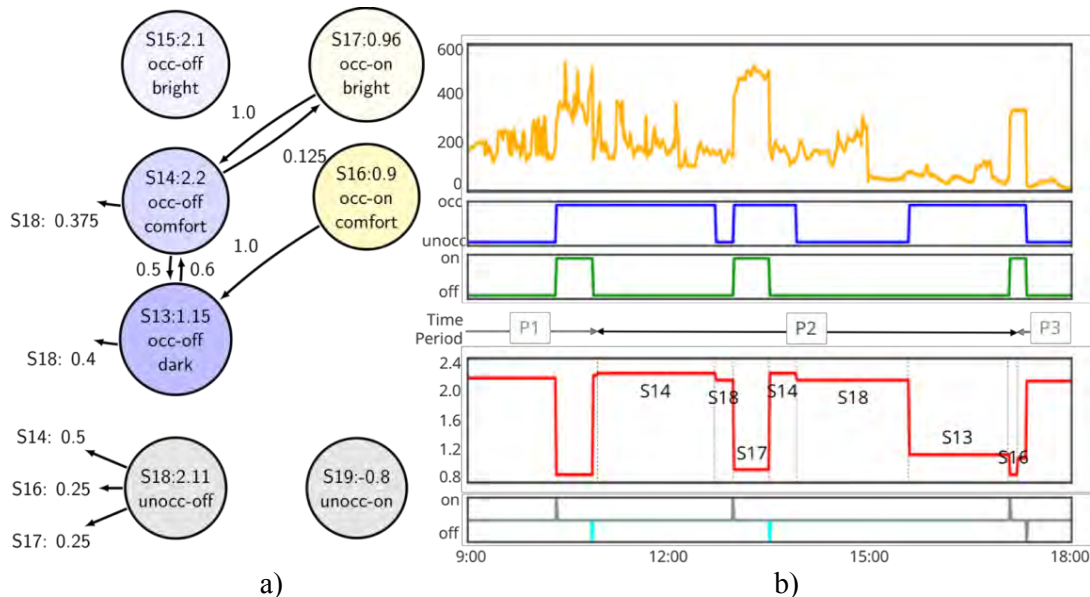 S15:2.1
occ-off
bright
S17:0.96
occ-on
bright
1.0
0.125
S14:2.2
occ-off
comfort
S16:0.9
occ-on
comfort
S18: 0.375
1.0
0.5
0.6
S13:1.15
occ-off
dark
S18: 0.4
S14: 0.5
S16: 0.25
S17: 0.25
S18:2.11
unocc-off
S19:-0.8
unocc-on
a)
600
400
200
0
occ
unocc
on
off
Time
Period
P1
P2
P3
2.4
2.0
1.6
1.2
0.8
S14
S18
S17
S14
S18
S13
S16
on
off
9:00
12:00
15:00
18:00
b)